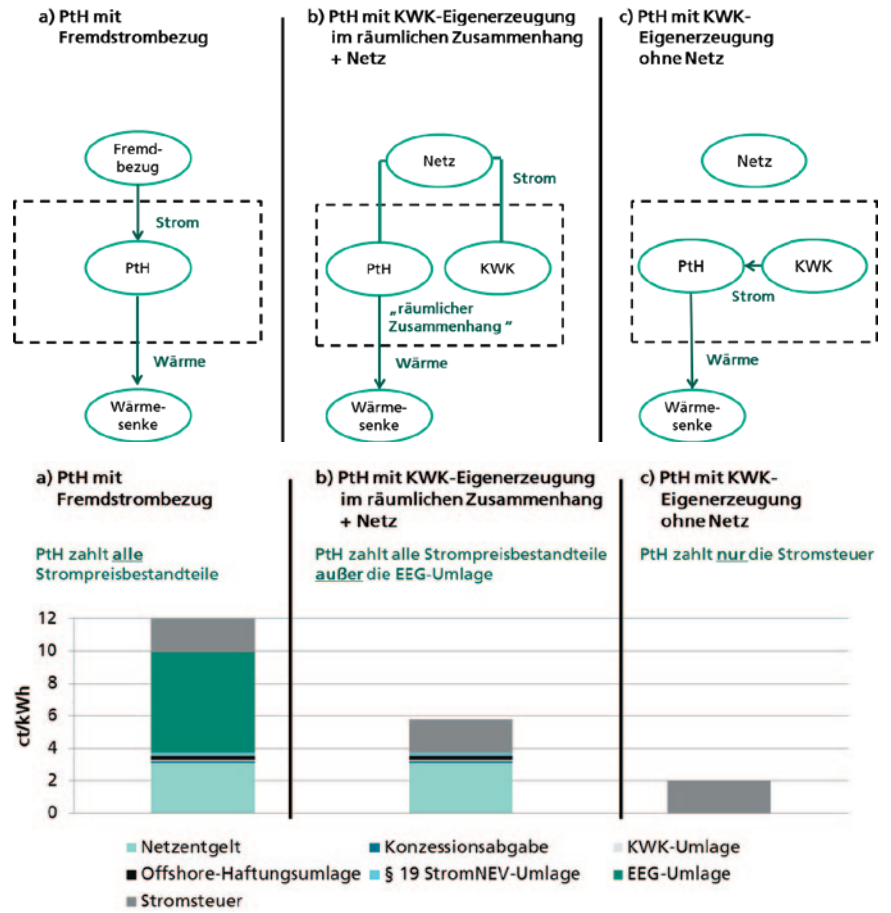 a) PtH mit
Fremdstrombezug
b) PtH mit KWK-Eigenerzeugung
im räumlichen Zusammenhang
+ Netz
c) PtH mit KWK-
Eigenerzeugung
ohne Netz
Fremd-
bezug
Strom
PtH
Wärme
Wärme-
senke
Netz
Strom
PtH
KWK
„räumlicher
Zusammenhang“
Wärme
Wärme-
senke
Netz
PtH
KWK
Strom
Wärme
Wärme-
senke
a) PtH mit
Fremdstrombezug
b) PtH mit KWK-Eigenerzeugung
im räumlichen Zusammenhang
+ Netz
c) PtH mit KWK-
Eigenerzeugung
ohne Netz
PtH zahlt alle
Strompreisbestandteile
PtH zahlt alle Strompreisbestandteile
außer die EEG-Umlage
PtH zahlt nur die Stromsteuer
ct/kWh
12
10
8
6
4
2
0
Netzentgelt
Konzessionsabgabe
KWK-Umlage
Offshore-Haftungsumlage
§ 19 StromNEV-Umlage
EEG-Umlage
Stromsteuer